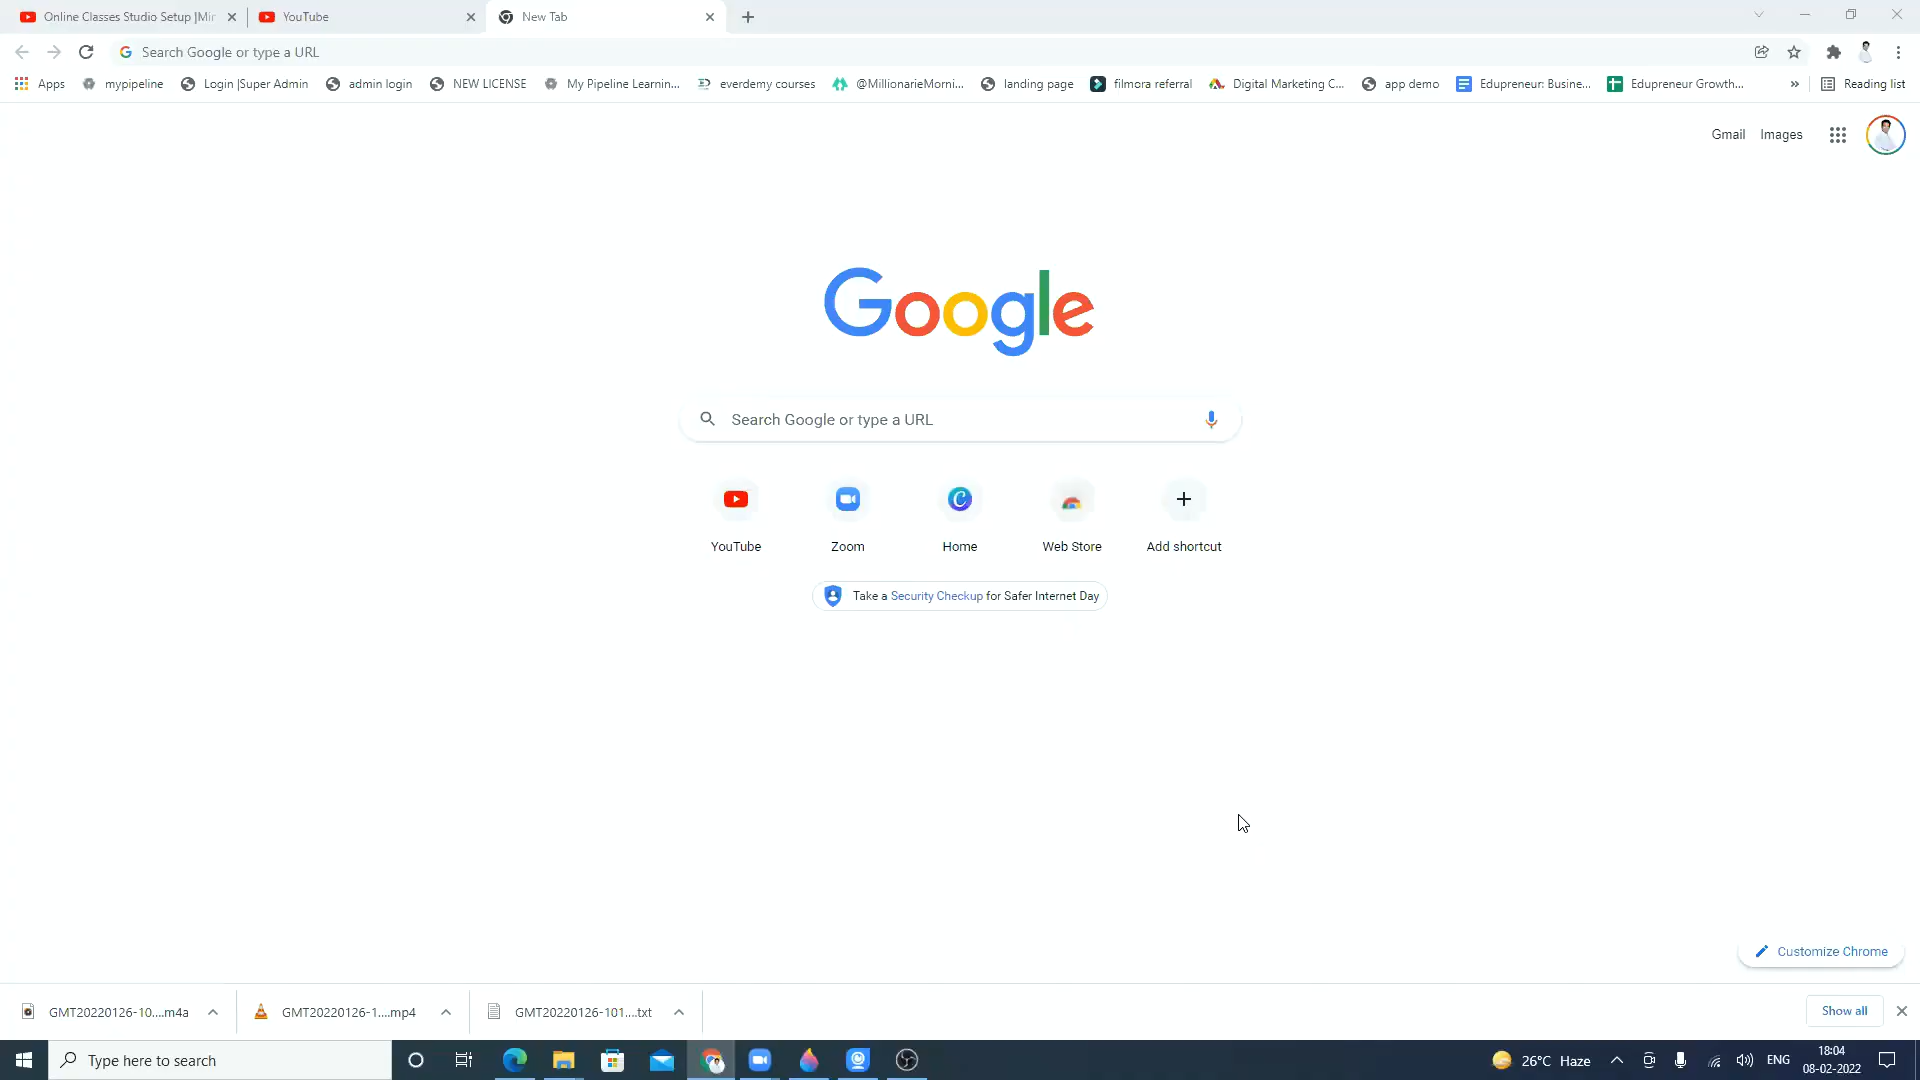 Online Classes Studio Setup |Mir
YouTube
New Tab
Search Google or type a URL
Apps
mypipeline
Login |Super Admin
admin login
NEW LICENSE
My Pipeline Learnin...
everdemy courses
@MillionarieMorni...
landing page
filmora referral
Digital Marketing C...
app demo
Edupreneur: Busine...
Edupreneur Growth...
»
Reading list
Gmail
Images
Google
Search Google or type a URL
YouTube
Zoom
Home
Web Store
Add shortcut
Take a Security Checkup for Safer Internet Day
Customize Chrome
GMT20220126-10....m4a
GMT20220126-1....mp4
GMT20220126-101....txt
Show all
Type here to search
26°C Haze
ENG
18:04
08-02-2022